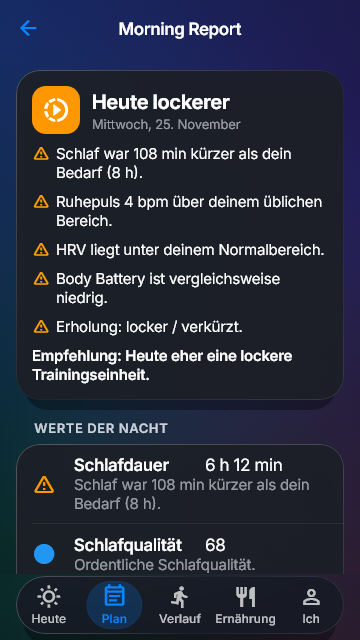 Morning Report
Heute lockerer
Mittwoch, 25. November
Schlaf war 108 min kürzer als dein
Bedarf (8 h).
Ruhepuls 4 bpm über deinem üblichen
Bereich.
HRV liegt unter deinem Normalbereich.
Body Battery ist vergleichsweise
niedrig.
Erholung: locker / verkürzt.
Empfehlung: Heute eher eine lockere
Trainingseinheit.
WERTE DER NACHT
Schlafdauer 6 h 12 min
Schlaf war 108 min kürzer als dein
Bedarf (8 h).
Schlafqualität 68
Ordentliche Schlafqualität.
Heute Plan Verlauf Ernährung Ich